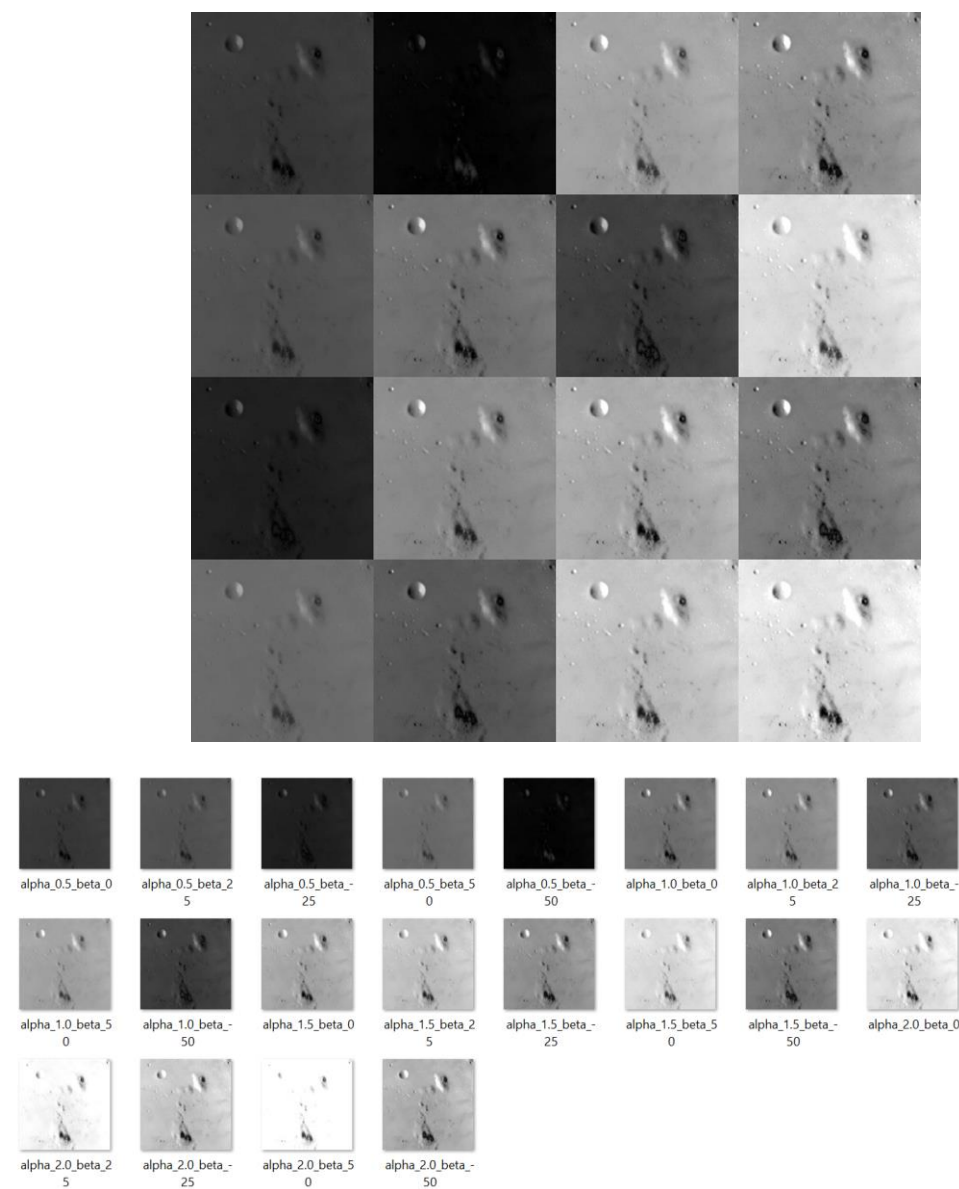 alpha_0.5_beta_0
alpha_0.5_beta_2
5
alpha_0.5_beta_-
25
alpha_0.5_beta_5
0
alpha_0.5_beta_-
50
alpha_1.0_beta_0
alpha_1.0_beta_2
5
alpha_1.0_beta_-
25
alpha_1.0_beta_5
0
alpha_1.0_beta_-
50
alpha_1.5_beta_0
alpha_1.5_beta_2
5
alpha_1.5_beta_-
25
alpha_1.5_beta_5
0
alpha_1.5_beta_-
50
alpha_2.0_beta_0
alpha_2.0_beta_2
5
alpha_2.0_beta_-
25
alpha_2.0_beta_5
0
alpha_2.0_beta_-
50